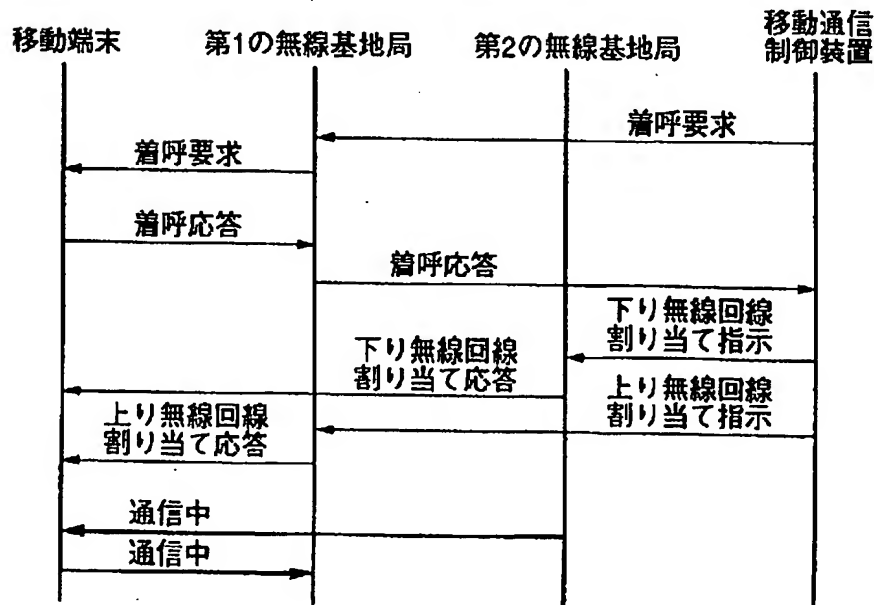 移動端末
第1の無線基地局
第2の無線基地局
移動通信
制御装置
着呼要求
着呼要求
着呼応答
着呼応答
下り無線回線
割り当て指示
下り無線回線
割り当て応答
上り無線回線
割り当て指示
上り無線回線
割り当て応答
通信中
通信中